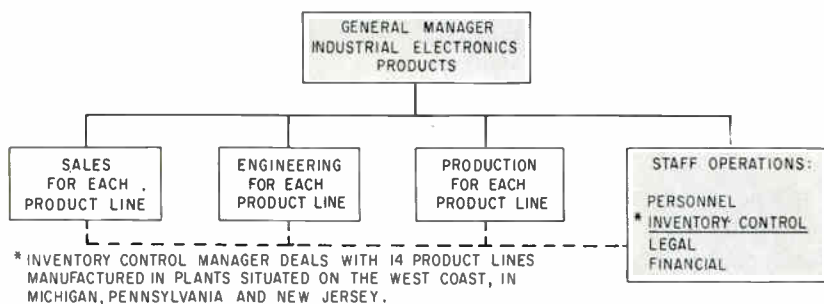 GENERAL MANAGER
INDUSTRIAL ELECTRONICS
PRODUCTS
SALES
FOR EACH
PRODUCT LINE
ENGINEERING
FOR EACH
PRODUCT LINE
PRODUCTION
FOR EACH
PRODUCT LINE
STAFF OPERATIONS:
PERSONNEL
* INVENTORY CONTROL
LEGAL
FINANCIAL
* INVENTORY CONTROL MANAGER DEALS WITH 14 PRODUCT LINES
MANUFACTURED IN PLANTS SITUATED ON THE WEST COAST, IN
MICHIGAN, PENNSYLVANIA AND NEW JERSEY.